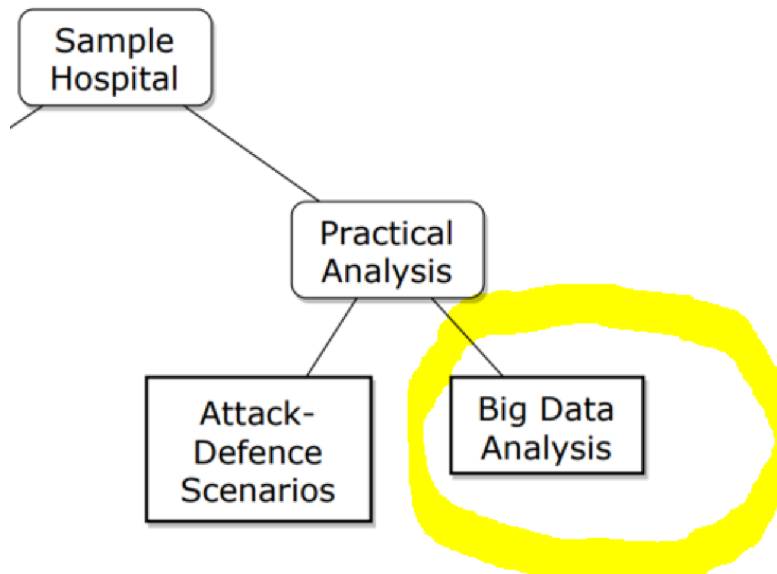 Sample
Hospital
Practical
Analysis
Attack-
Defence
Scenarios
Big Data
Analysis